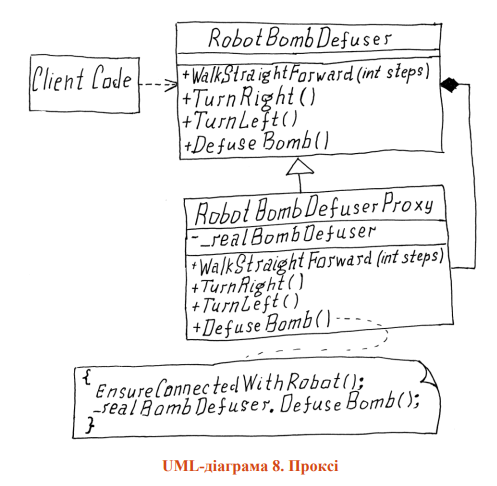 RobotBombDefuser
Client Code
+WalkStraightForward (int steps)
+TurnRight()
+TurnLeft()
+DefuseBomb()
RobotBombDefuserProxy
-_realBombDefuser
+WalkStraightForward (int steps)
+TurnRight()
+TurnLeft()
+DefuseBomb()
{
EnsureConnectedWithRobot();
_realBombDefuser.DefuseBomb();
}
UML-діаграма 8. Проксі